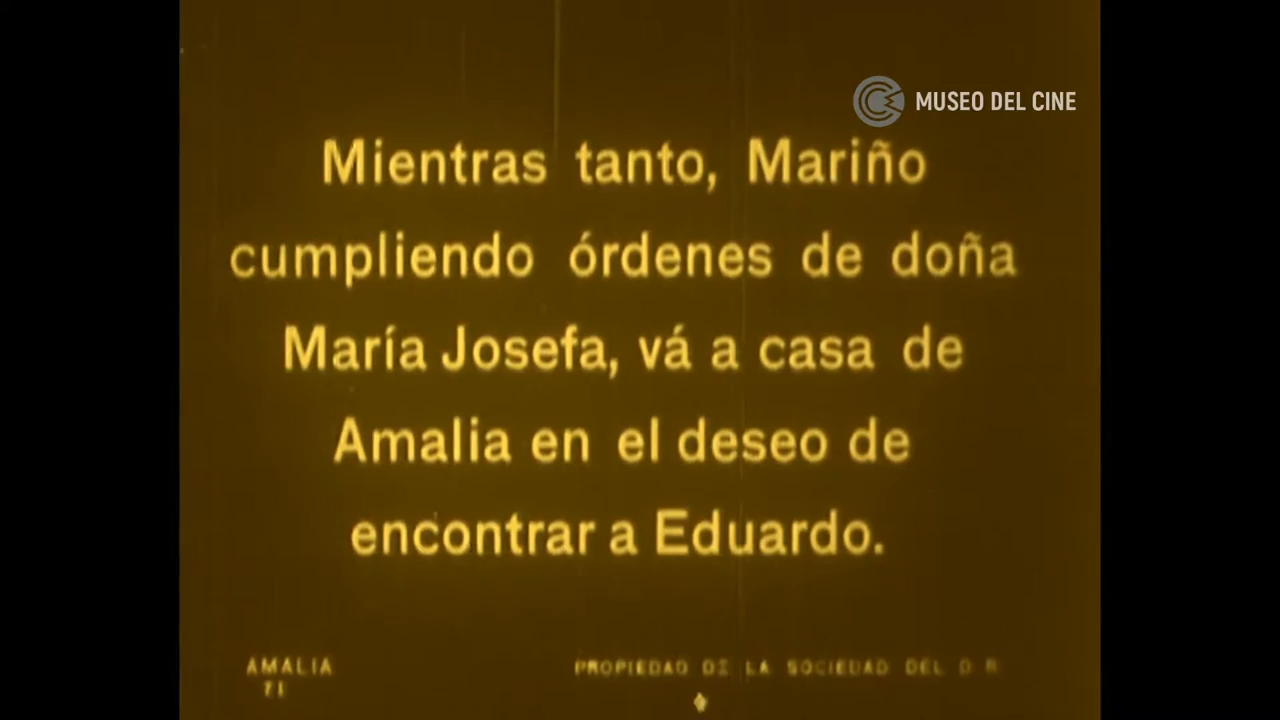 MUSEO DEL CINE
Mientras tanto, Mariño
cumpliendo órdenes de doña
María Josefa, vá a casa de
Amalia en el deseo de
encontrar a Eduardo.
AMALIA
71
PROPIEDAD DE LA SOCIEDAD DEL D R